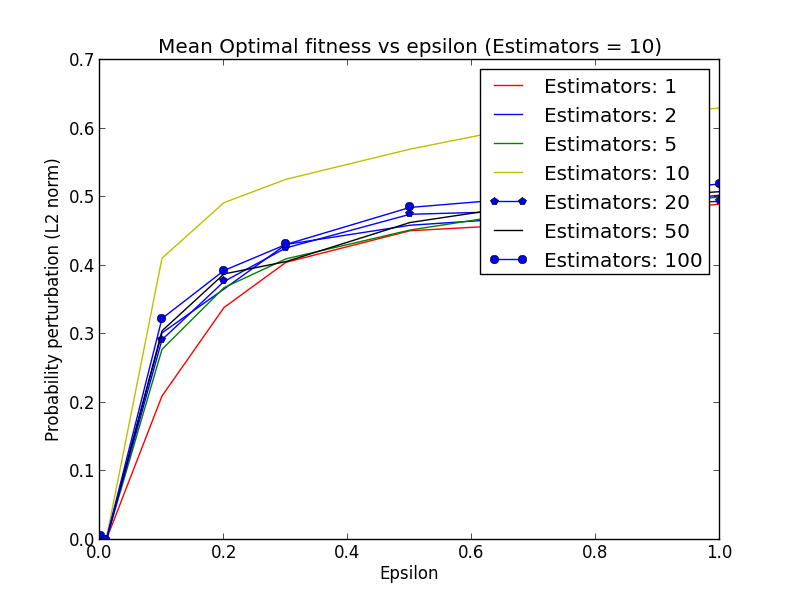 Mean Optimal fitness vs epsilon (Estimators = 10)
0.7
0.6
0.5
0.4
0.3
0.2
0.1
0.0
Probability perturbation (L2 norm)
Estimators: 1
Estimators: 2
Estimators: 5
Estimators: 10
Estimators: 20
Estimators: 50
Estimators: 100
0.0 0.2 0.4 0.6 0.8 1.0
Epsilon